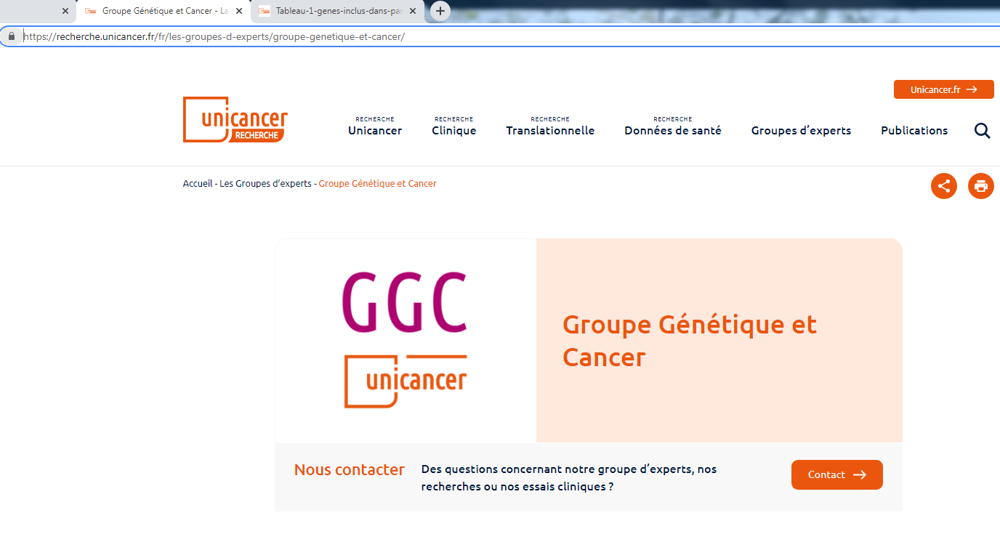 Groupe Génétique et Cancer - La
Tableau-1-genes-inclus-dans-pan
https://recherche.unicancer.fr/fr/les-groupes-d-experts/groupe-genetique-et-cancer/
Unicancer.fr
unicancer
RECHERCHE
RECHERCHE
Unicancer
RECHERCHE
Clinique
RECHERCHE
Translationnelle
RECHERCHE
Données de santé
Groupes d’experts
Publications
Accueil - Les Groupes d’experts - Groupe Génétique et Cancer
GGC
unicancer
Groupe Génétique et
Cancer
Nous contacter
Des questions concernant notre groupe d’experts, nos
recherches ou nos essais cliniques ?
Contact